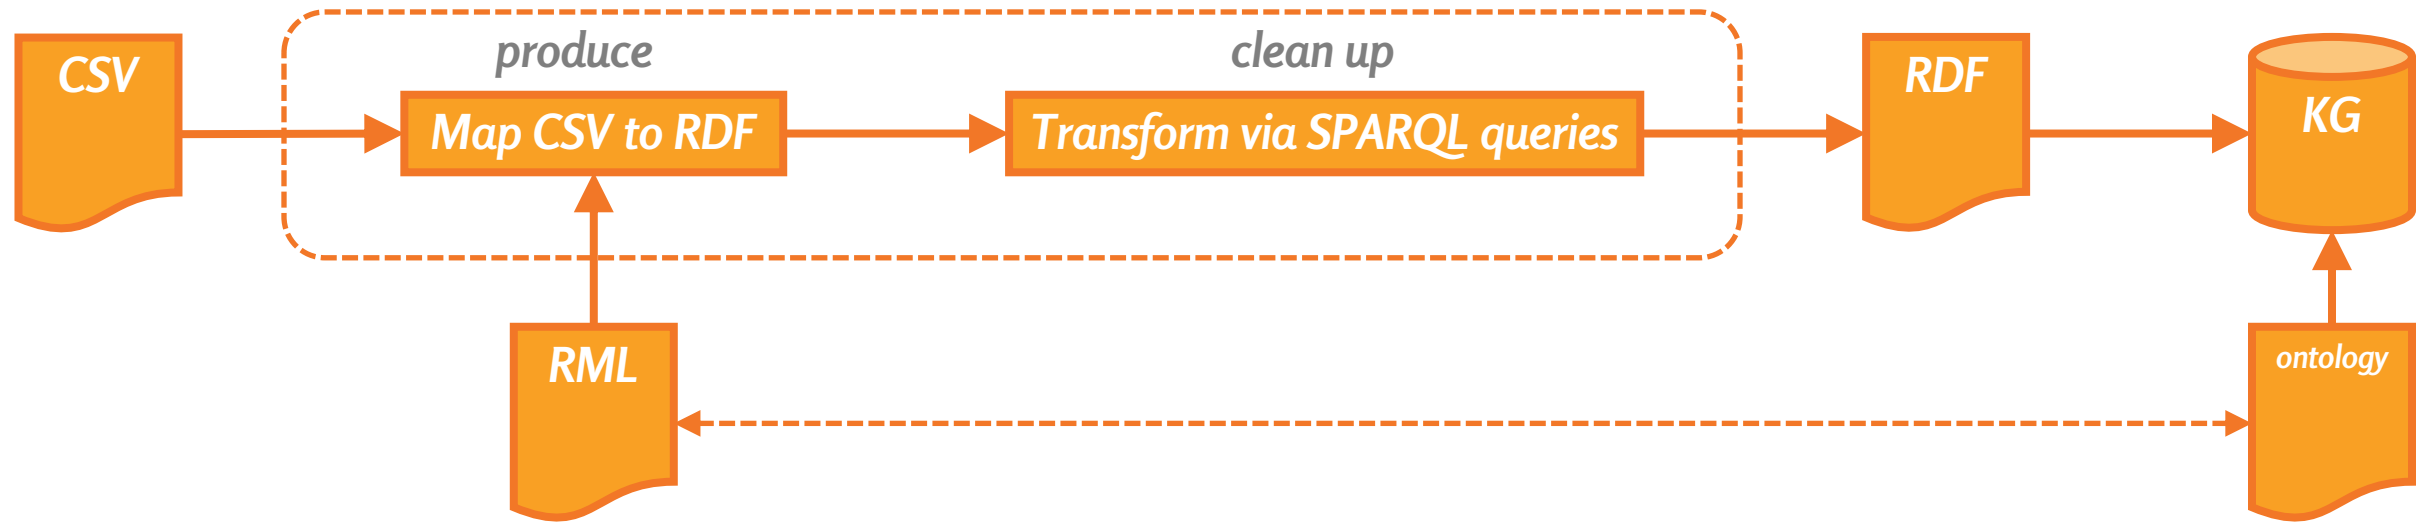 produce
clean up
CSV
Map CSV to RDF
Transform via SPARQL queries
RDF
KG
RML
ontology